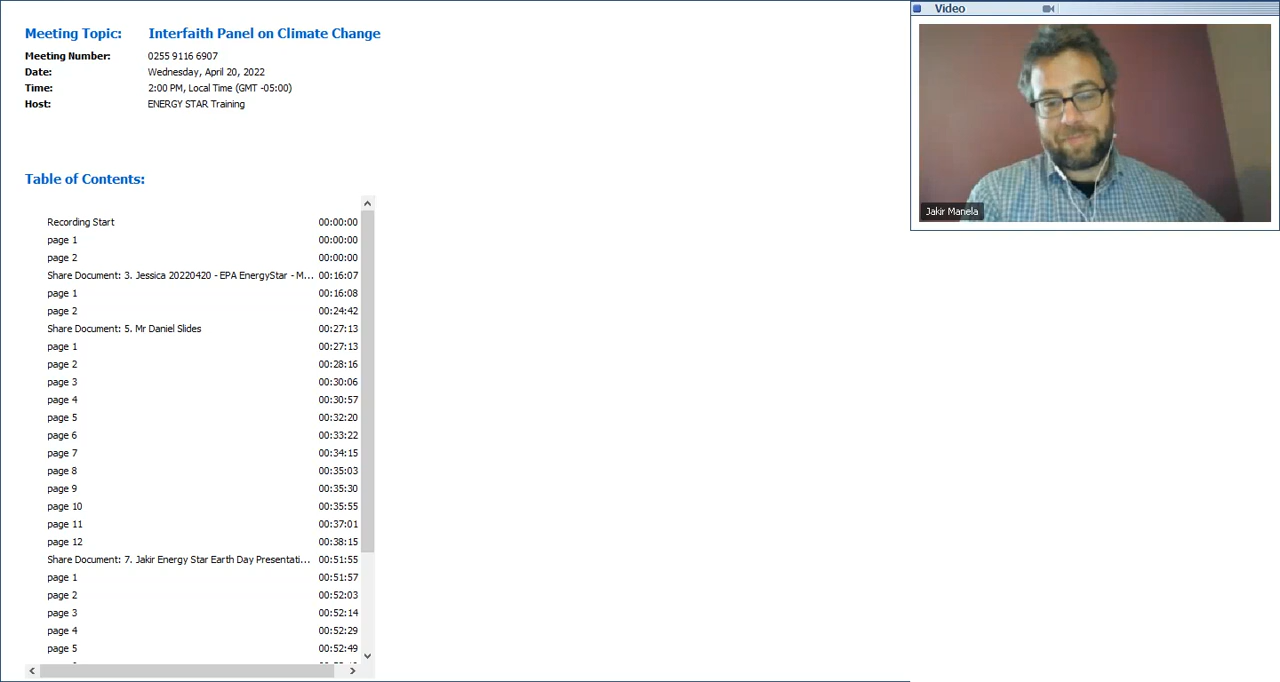 Meeting Topic: Interfaith Panel on Climate Change
Meeting Number: 0255 9116 6907
Date: Wednesday, April 20, 2022
Time: 2:00 PM, Local Time (GMT -05:00)
Host: ENERGY STAR Training
Table of Contents:
Recording Start 00:00:00
page 1 00:00:00
page 2 00:00:00
Share Document: 3. Jessica 20220420 - EPA EnergyStar - M... 00:16:07
page 1 00:16:08
page 2 00:24:42
Share Document: 5. Mr Daniel Slides 00:27:13
page 1 00:27:13
page 2 00:28:16
page 3 00:30:06
page 4 00:30:57
page 5 00:32:20
page 6 00:33:22
page 7 00:34:15
page 8 00:35:03
page 9 00:35:30
page 10 00:35:55
page 11 00:37:01
page 12 00:38:15
Share Document: 7. Jakir Energy Star Earth Day Presentati... 00:51:55
page 1 00:51:57
page 2 00:52:03
page 3 00:52:14
page 4 00:52:29
page 5 00:52:49
Video
Jakir Manela